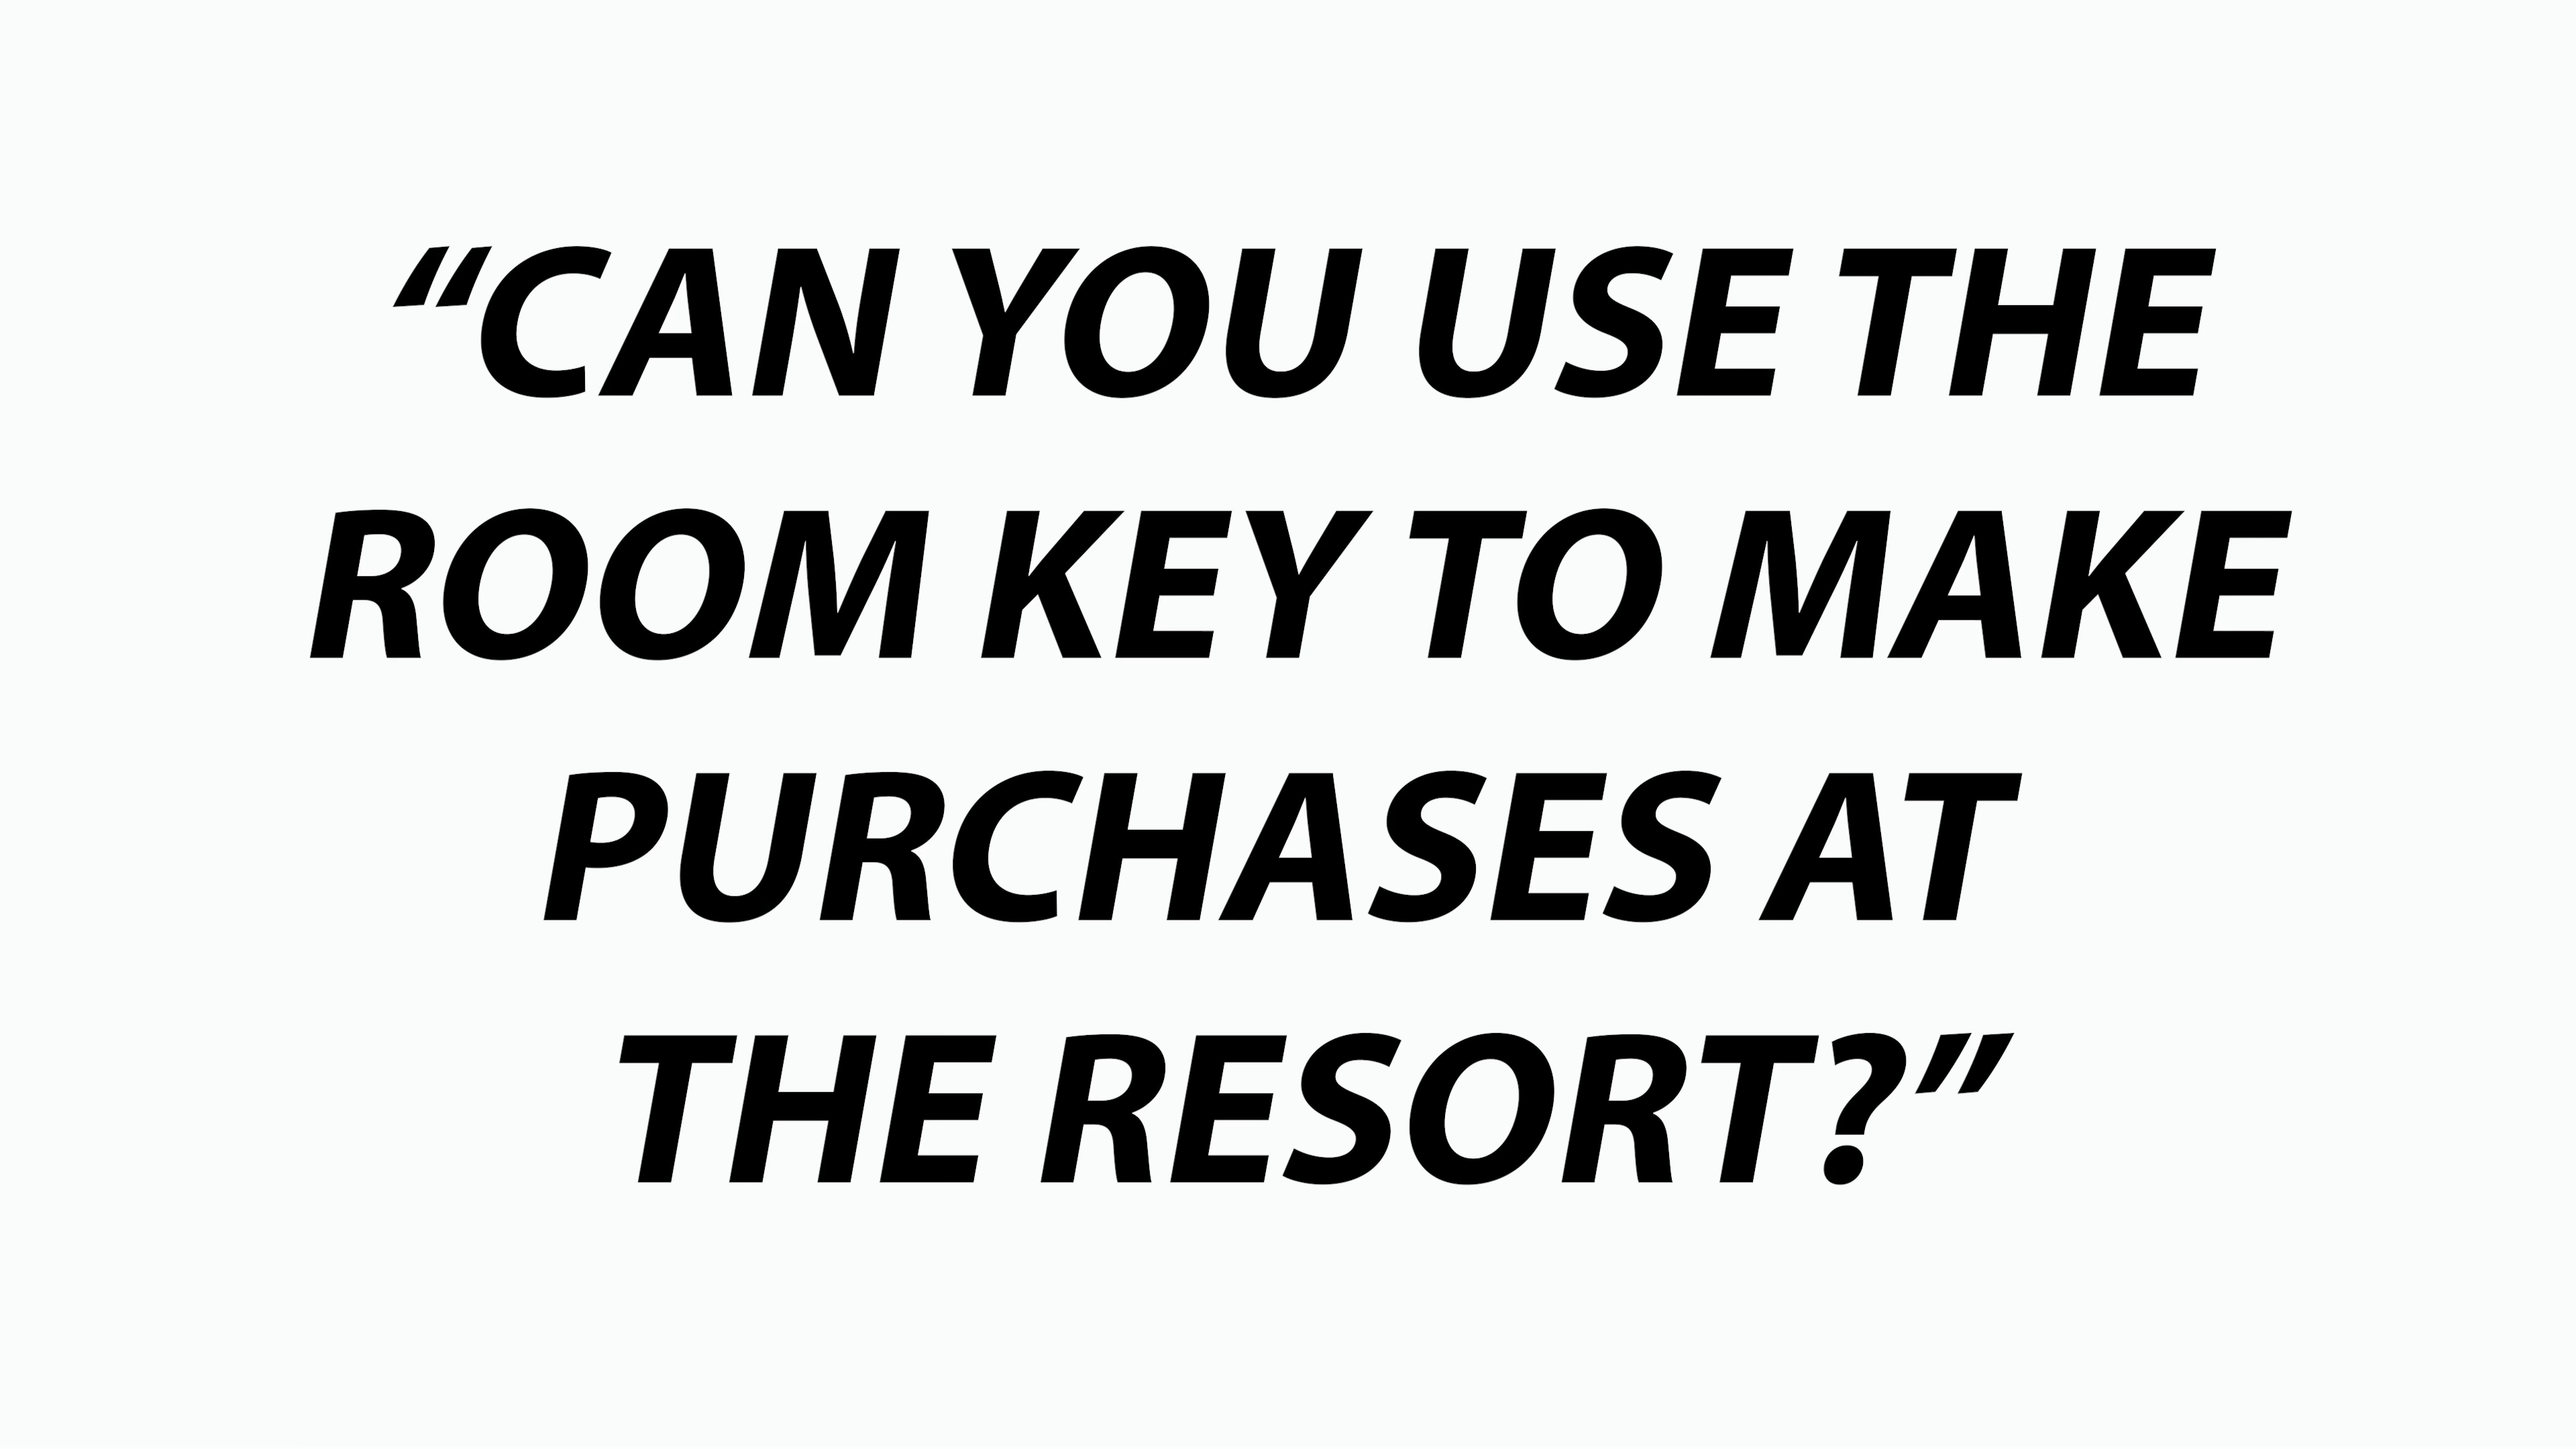 “CAN YOU USE THE
ROOM KEY TO MAKE
PURCHASES AT
THE RESORT?”